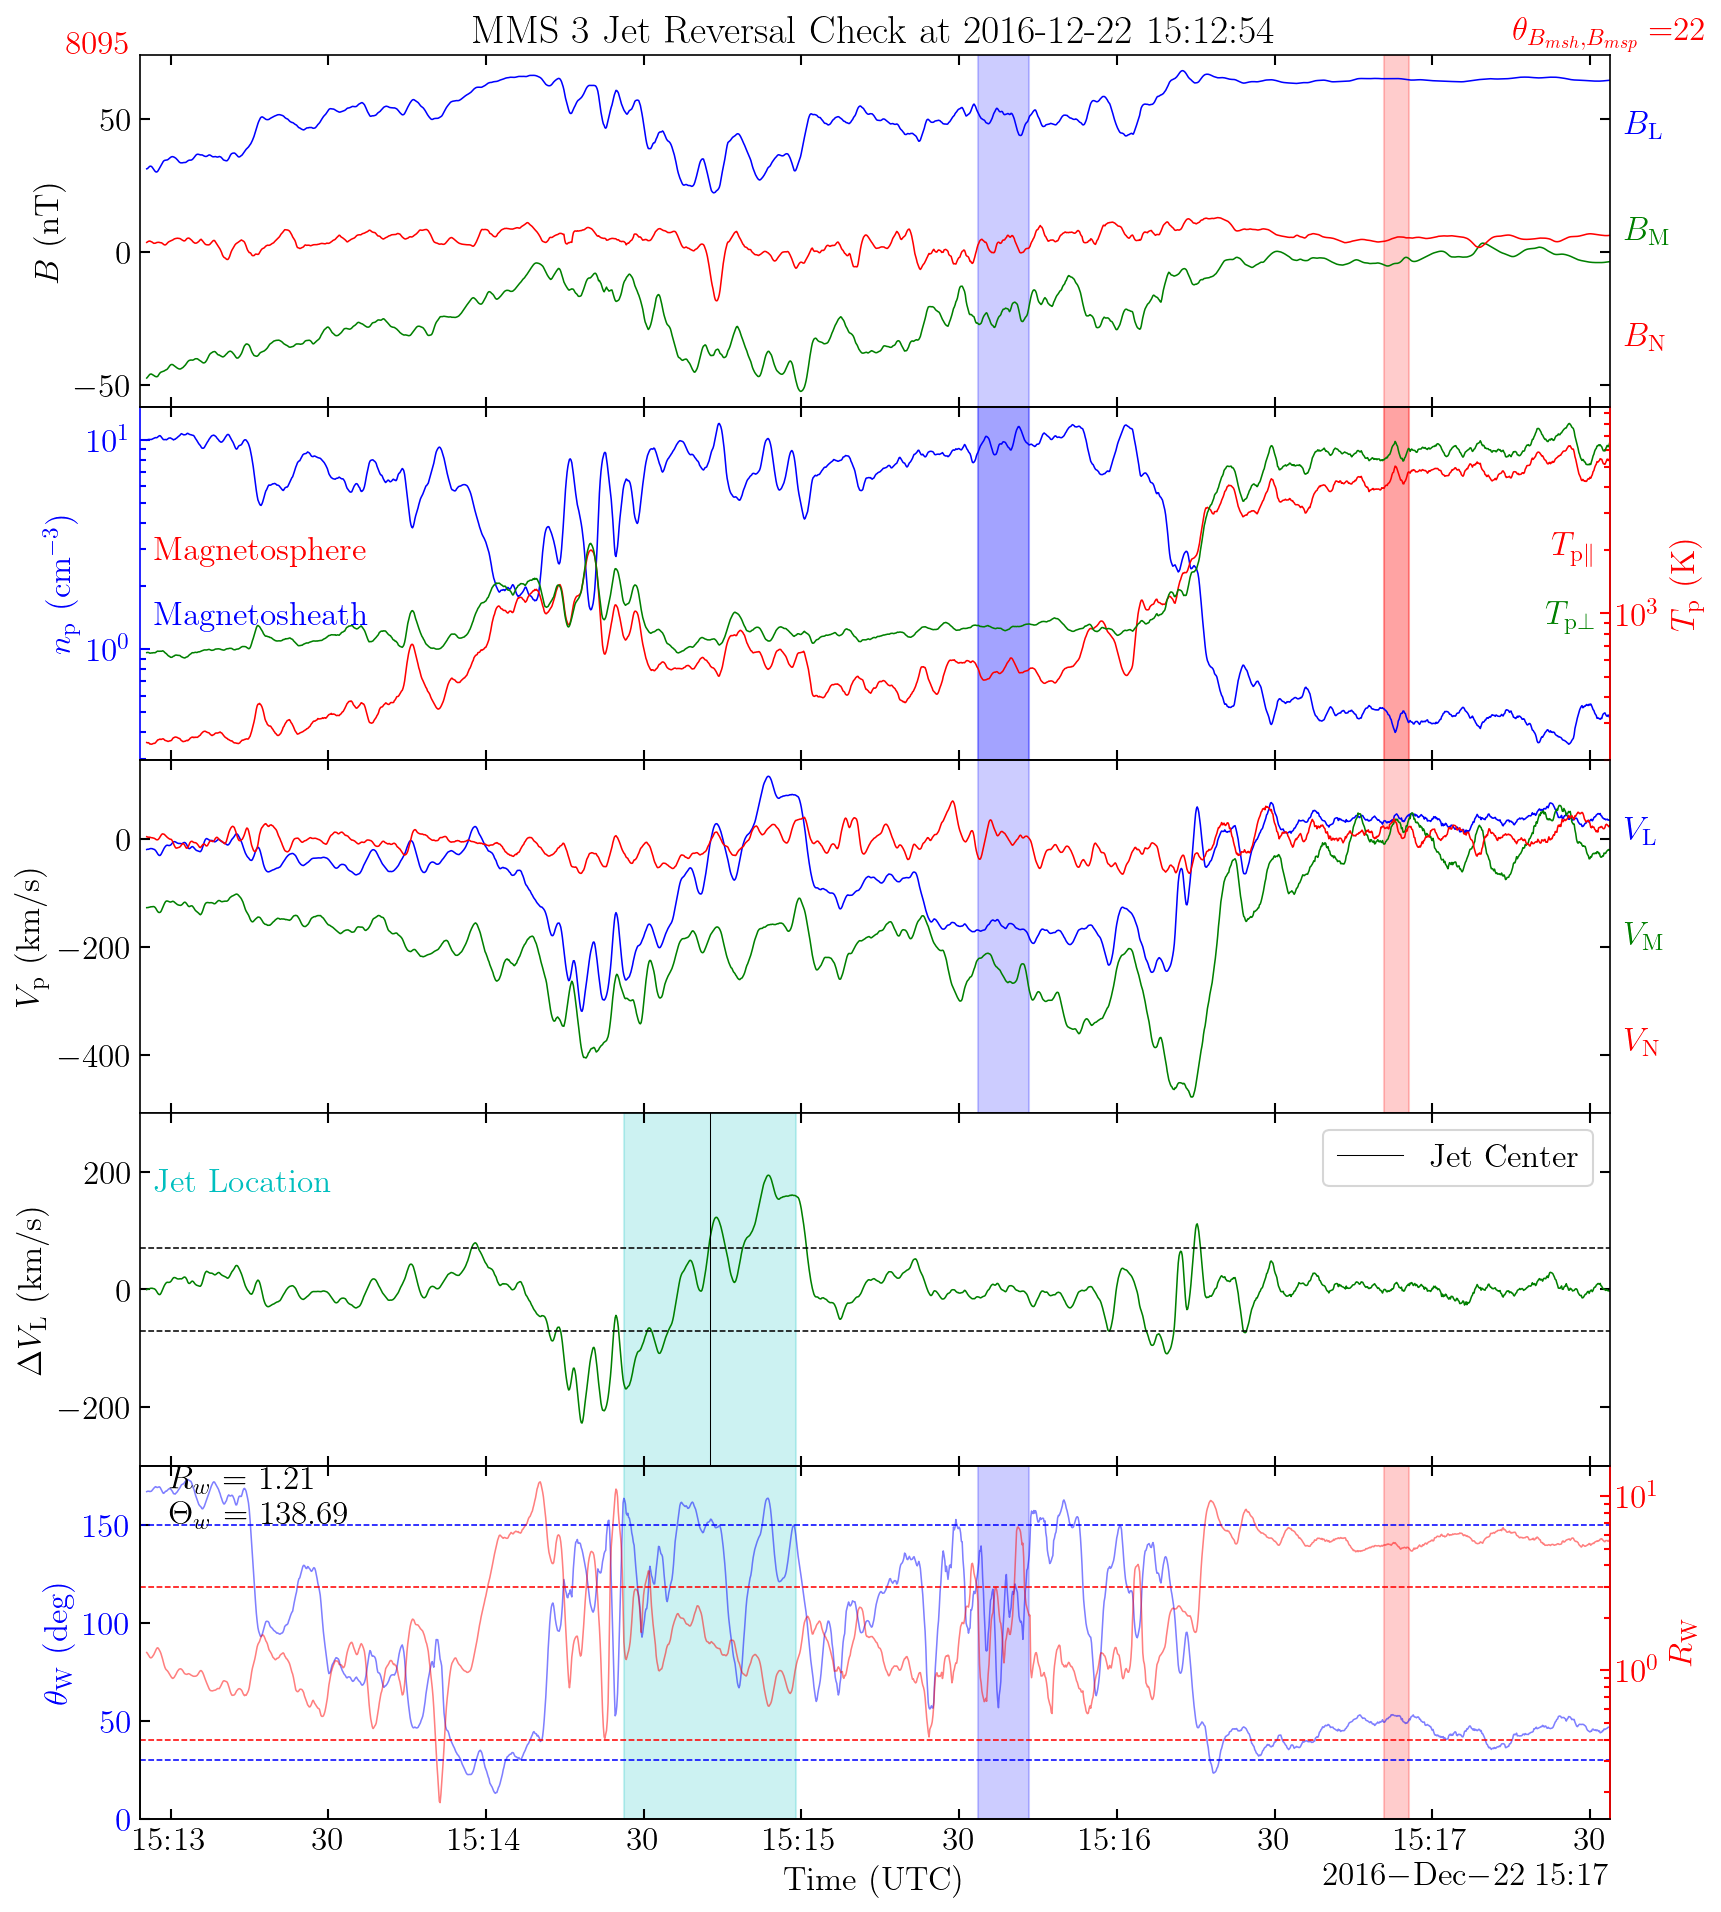 MMS 3 Jet Reversal Check at 2016-12-22 15:12:54
8095
θ_{B_{msh},B_{msp}} =22
50
0
−50
B (nT)
B_L
B_M
B_N
10^1
10^0
n_p (cm^{−3})
Magnetosphere
Magnetosheath
T_{p∥}
T_{p⊥}
10^3
T_p (K)
0
−200
−400
V_p (km/s)
V_L
V_M
V_N
200
0
−200
ΔV_L (km/s)
Jet Location
Jet Center
R_w = 1.21
Θ_w = 138.69
150
100
50
0
θ_W (deg)
10^1
10^0
R_W
15:13 30 15:14 30 15:15 30 15:16 30 15:17 30
Time (UTC)
2016−Dec−22 15:17